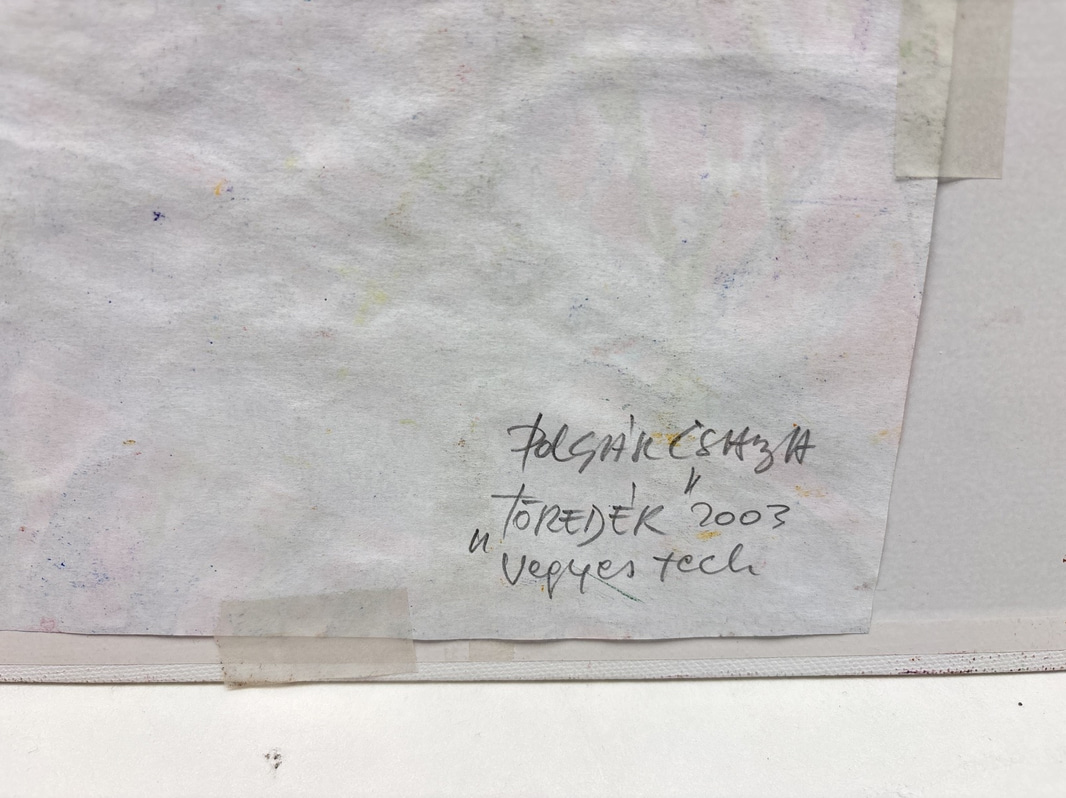 POLGÁR CSABA
„TÖREDÉK” 2003
Vegyes tech